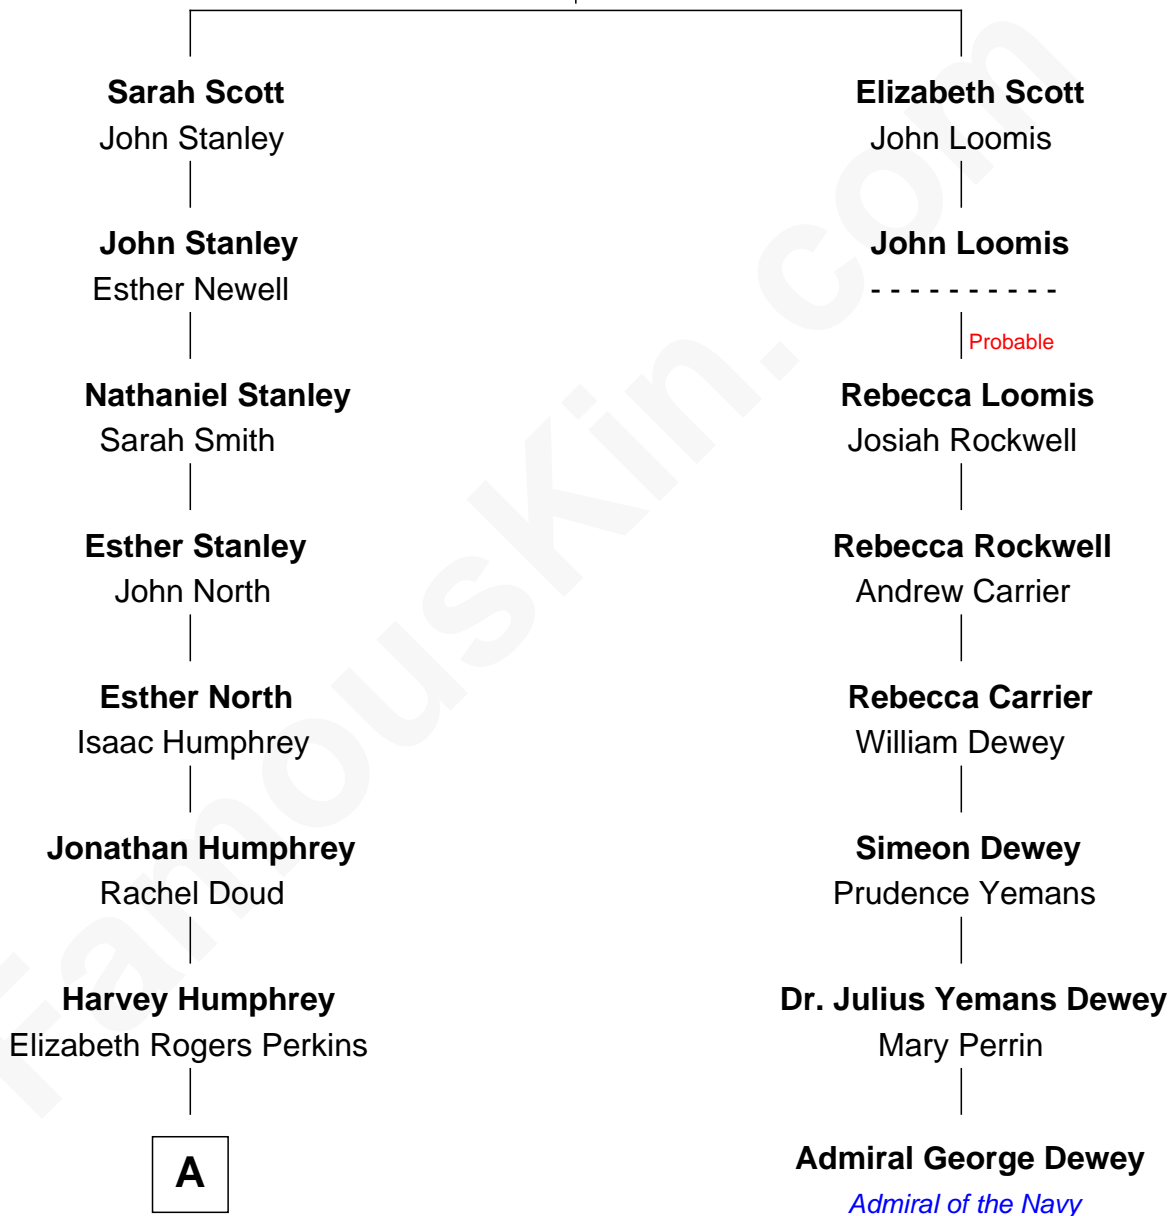 Sarah Scott
John Stanley
Elizabeth Scott
John Loomis
John Stanley
Esther Newell
John Loomis
- - - - - - - - - -
Probable
Nathaniel Stanley
Sarah Smith
Rebecca Loomis
Josiah Rockwell
Esther Stanley
John North
Rebecca Rockwell
Andrew Carrier
Esther North
Isaac Humphrey
Rebecca Carrier
William Dewey
Jonathan Humphrey
Rachel Doud
Simeon Dewey
Prudence Yemans
Harvey Humphrey
Elizabeth Rogers Perkins
Dr. Julius Yemans Dewey
Mary Perrin
A
Admiral George Dewey
Admiral of the Navy
FamousKin.com